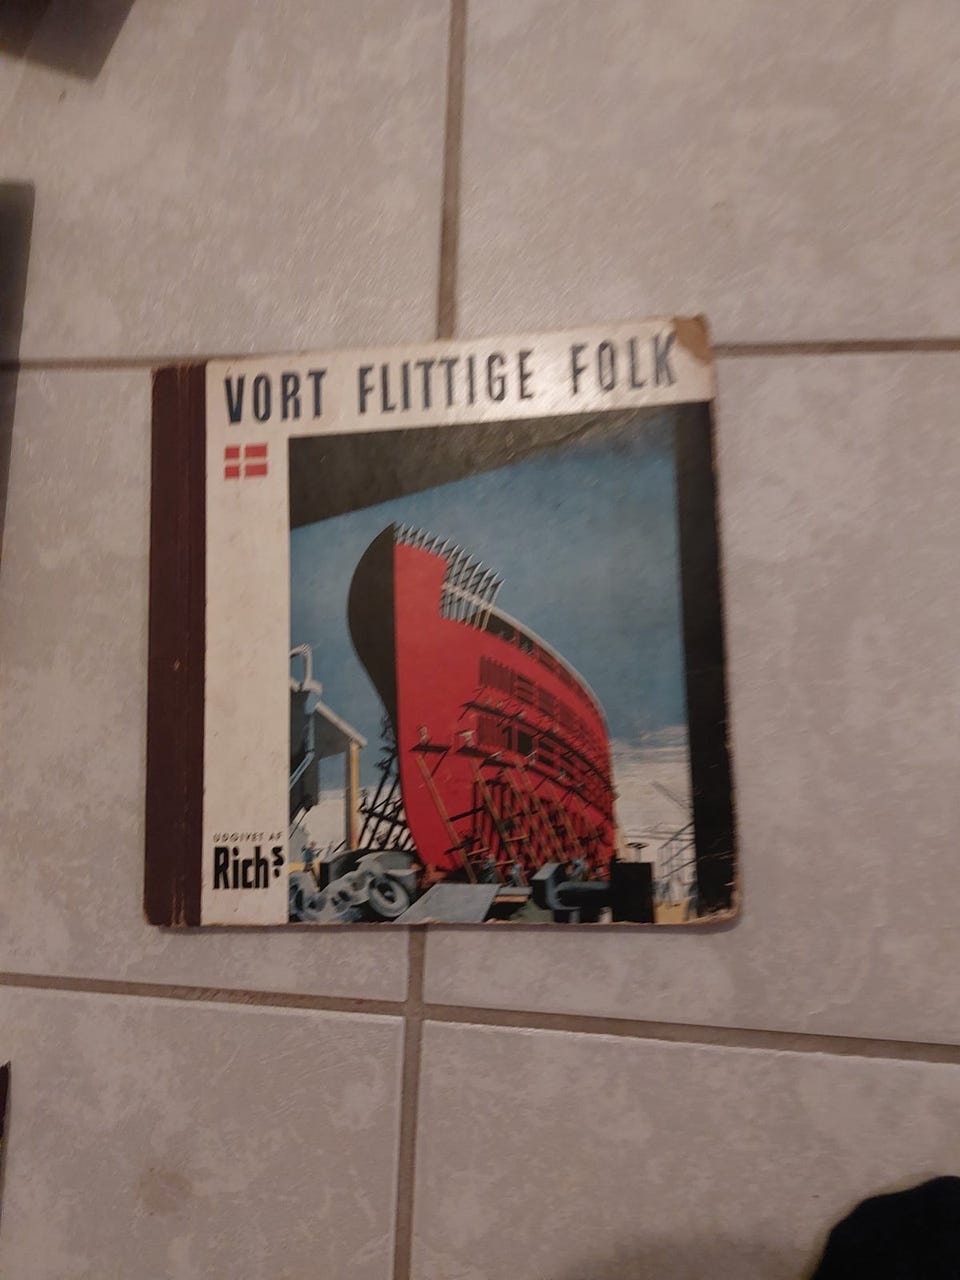 VORT FLITTIGE FOLK
UDGIVET AF
Rich's